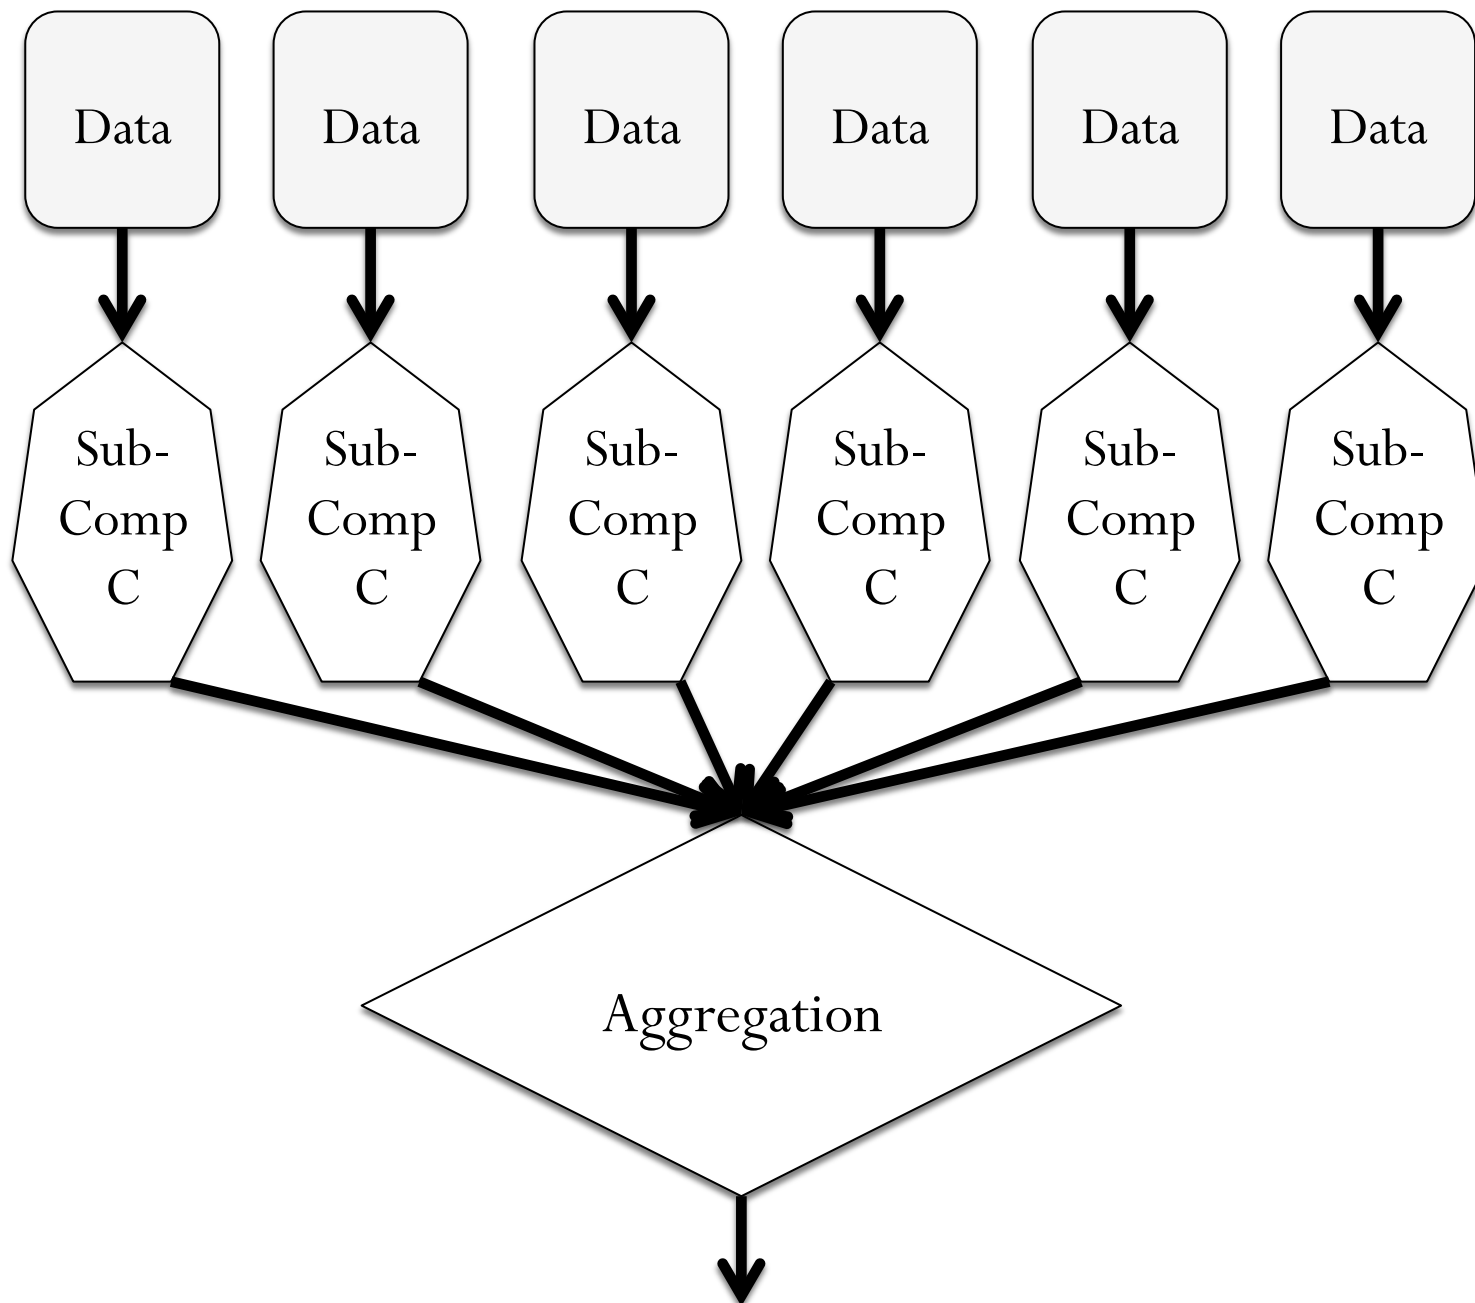 Data
Data
Data
Data
Data
Data
Sub-
Comp
C
Sub-
Comp
C
Sub-
Comp
C
Sub-
Comp
C
Sub-
Comp
C
Sub-
Comp
C
Aggregation